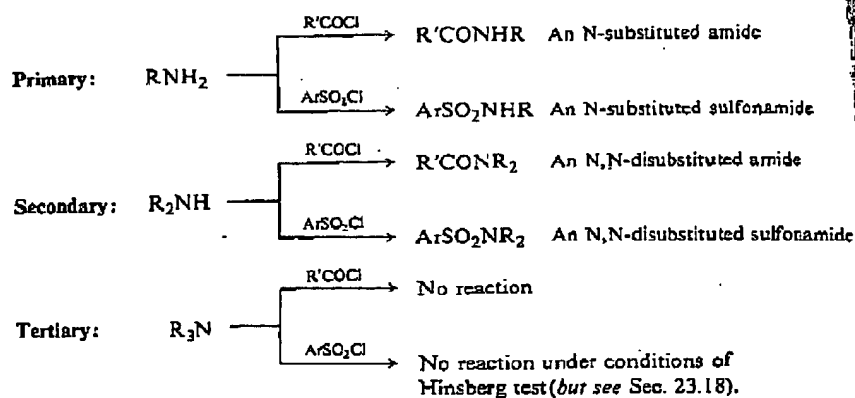 R'COCl
R'CONHR An N-substituted amide
Primary: RNH₂
ArSO₂Cl
ArSO₂NHR An N-substituted sulfonamide
R'COCl
R'CONR₂ An N,N-disubstituted amide
Secondary: R₂NH
ArSO₂Cl
ArSO₂NR₂ An N,N-disubstituted sulfonamide
R'COCl
No reaction
Tertiary: R₃N
ArSO₂Cl
No reaction under conditions of
Hinsberg test (but see Sec. 23.18).